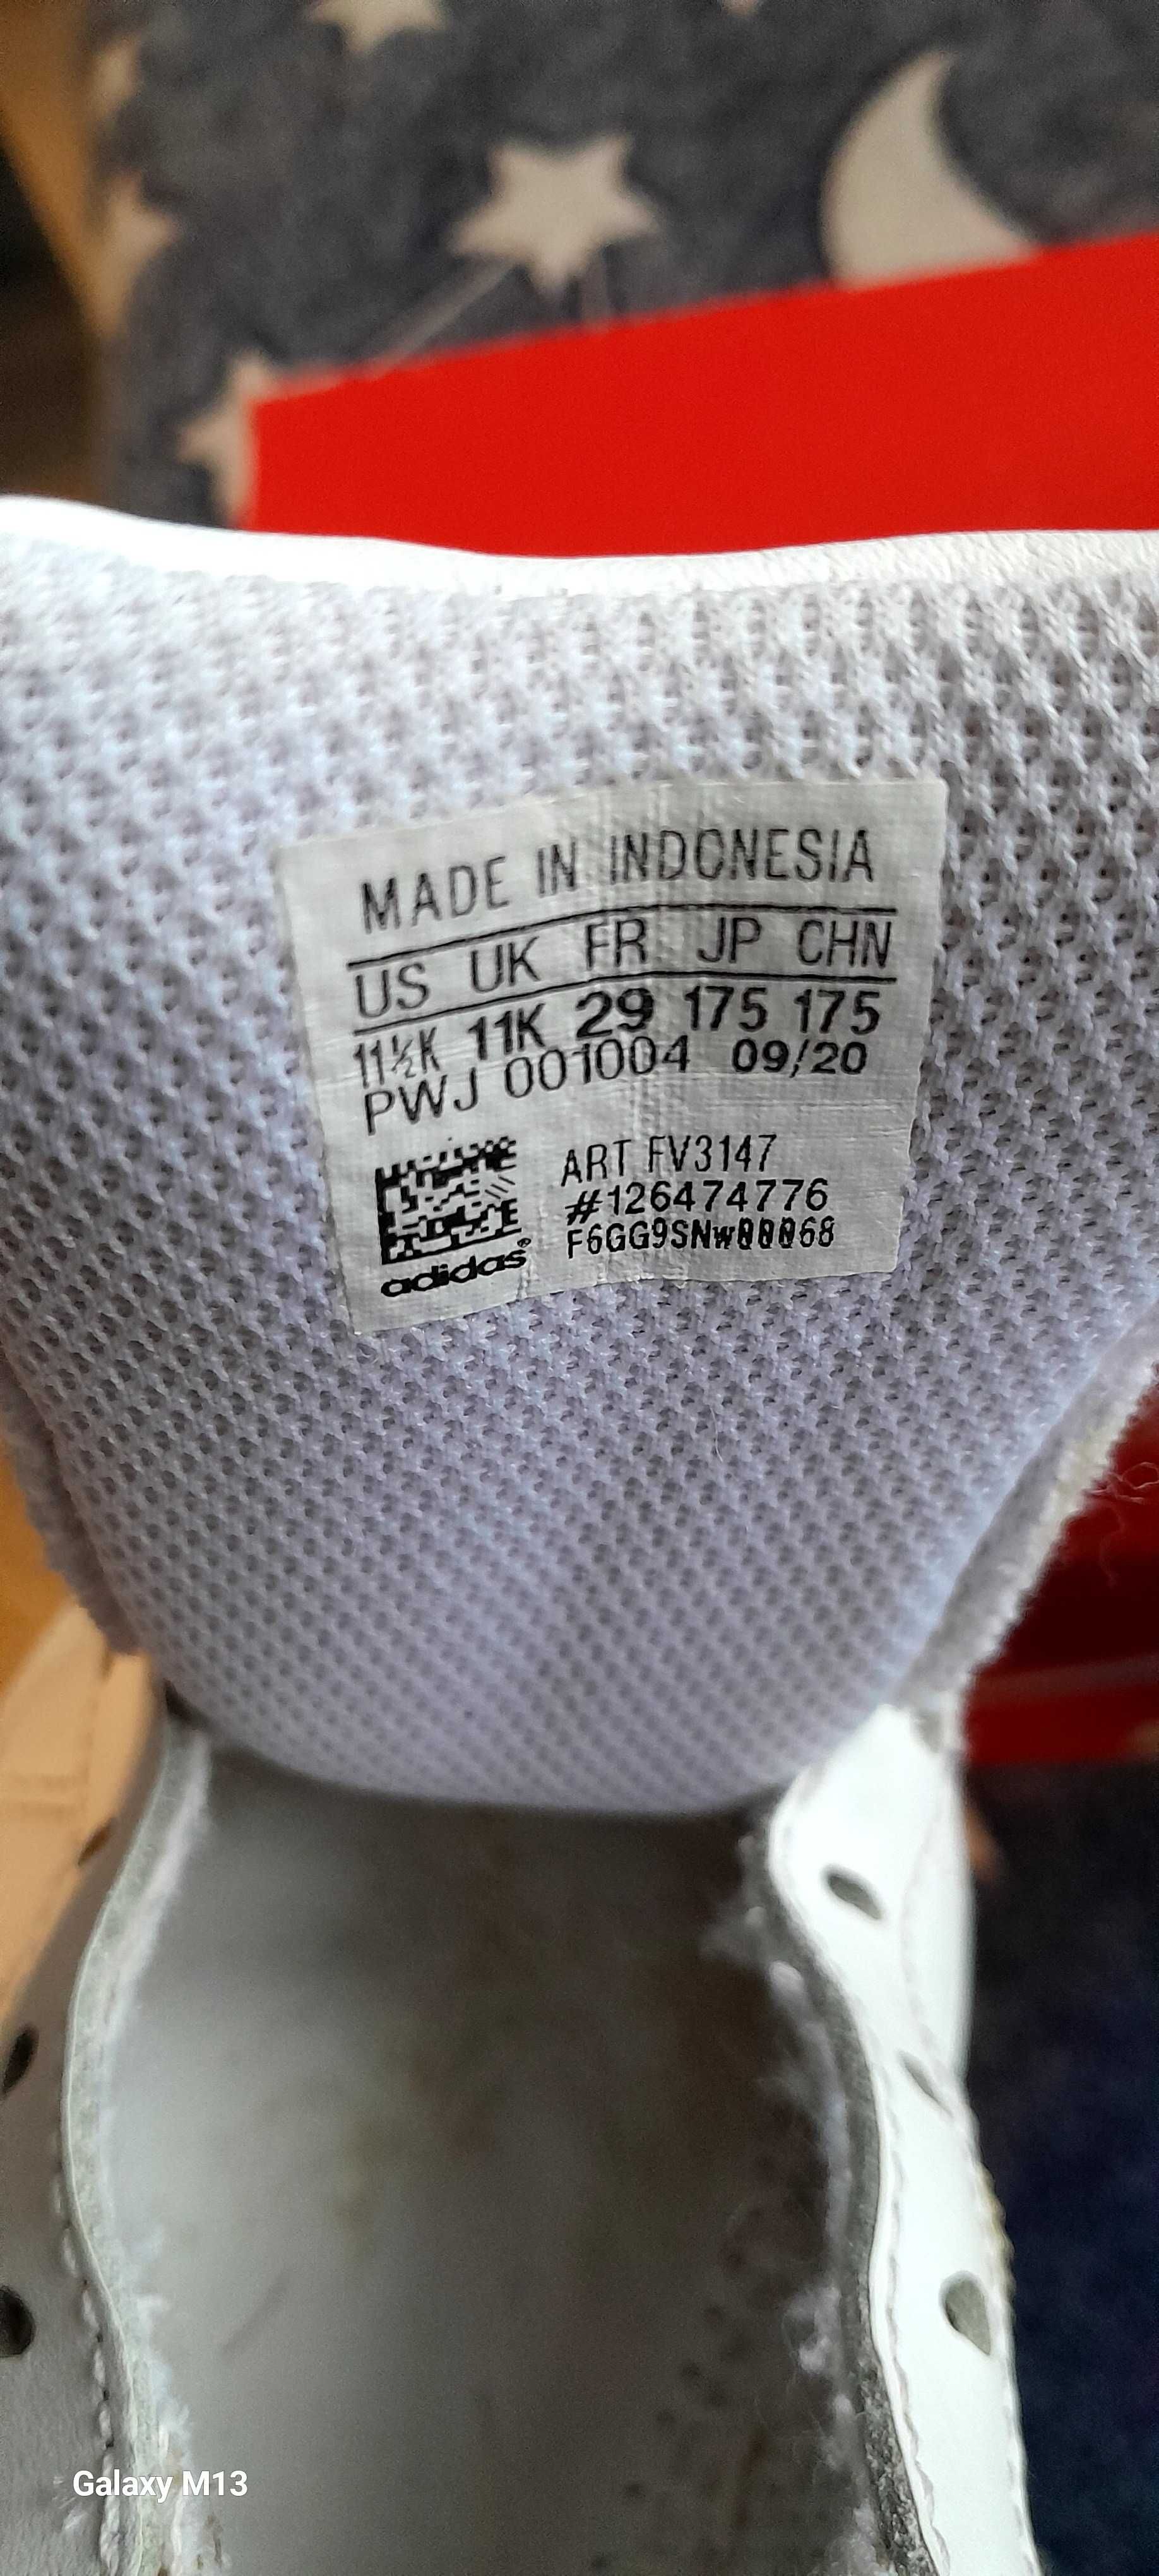 MADE IN INDONESIA
US UK FR JP CHN
11½K 11K 29 175 175
PWJ 001004 09/20
ART FV3147
#126474776
F6GG9SNW00068
adidas®
Galaxy M13